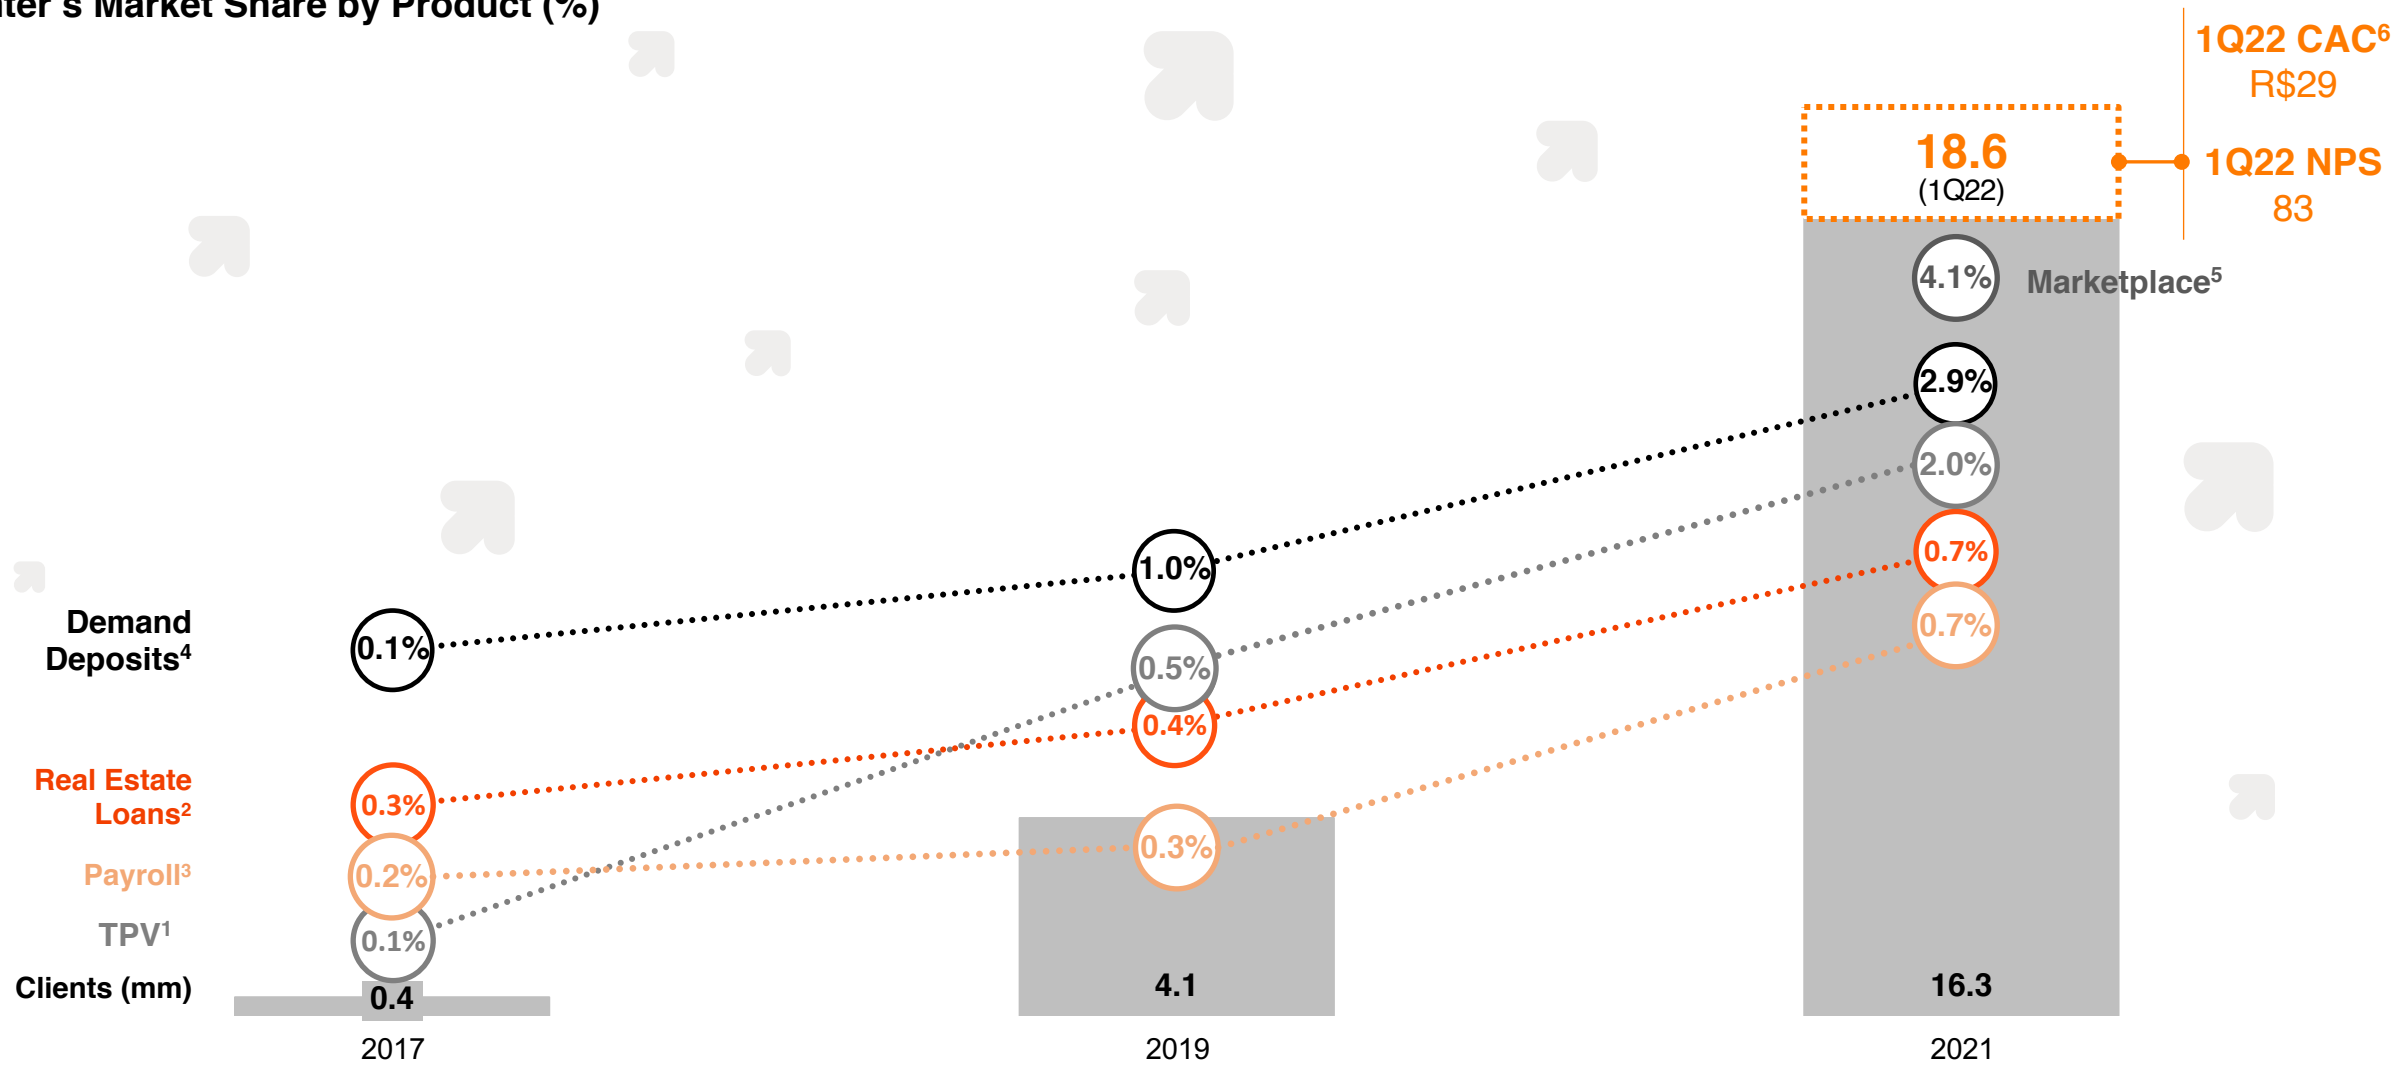 Market Share by Product (%)
1Q22 CAC⁶
R$29
18.6
(1Q22)
1Q22 NPS
83
4.1%
Marketplace⁵
2.9%
2.0%
1.0%
0.7%
Demand
Deposits⁴
0.1%
0.5%
0.7%
0.4%
Real Estate
Loans²
0.3%
Payroll³
0.2%
0.3%
TPV¹
0.1%
Clients (mm)
0.4
4.1
16.3
2017
2019
2021